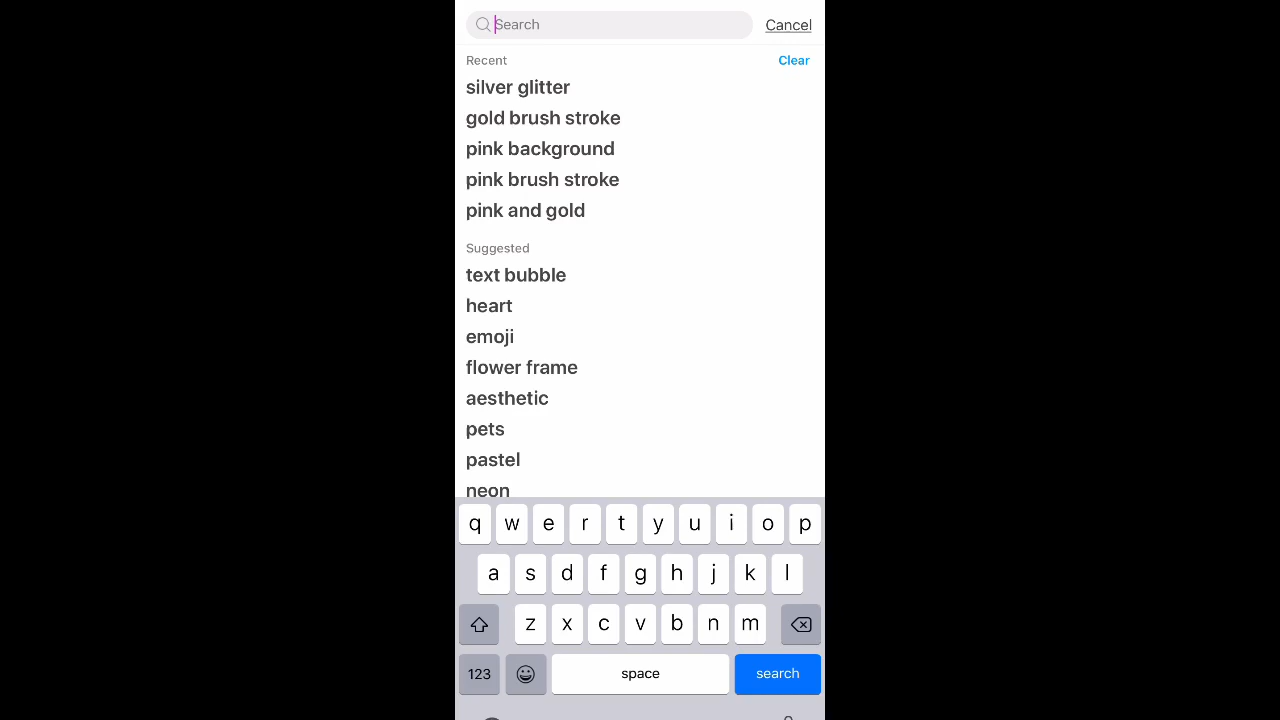 Search Cancel
Recent Clear
silver glitter
gold brush stroke
pink background
pink brush stroke
pink and gold
Suggested
text bubble
heart
emoji
flower frame
aesthetic
pets
pastel
neon
q w e r t y u i o p
a s d f g h j k l
z x c v b n m
123 space search